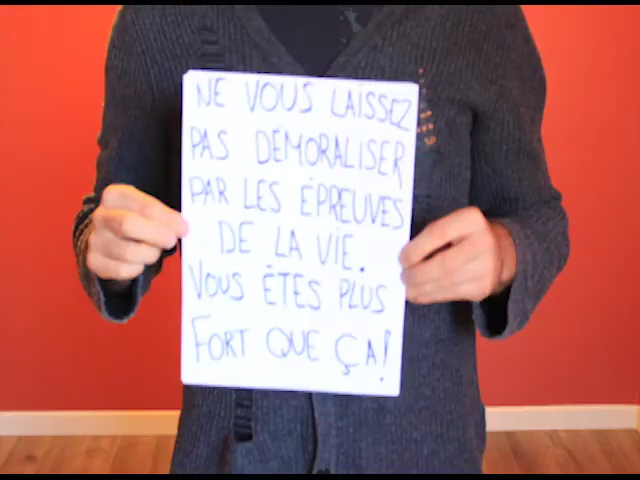 NE VOUS LAISSEZ
PAS DÉMORALISER
PAR LES ÉPREUVES
DE LA VIE.
VOUS ÊTES PLUS
FORT QUE ÇA!